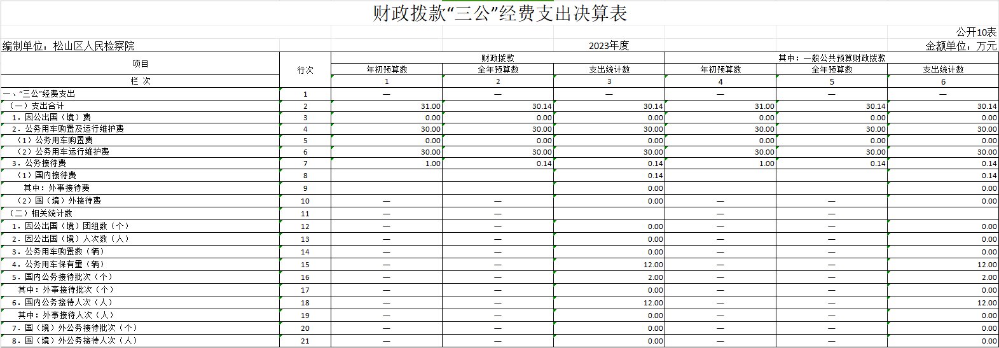 财政拨款“三公”经费支出决算表
公开10表
编制单位：松山区人民检察院 2023年度 金额单位：万元
项目 行次 财政拨款 其中：一般公共预算财政拨款
年初预算数 全年预算数 支出统计数 年初预算数 全年预算数 支出统计数
栏 次 1 2 3 4 5 6
一、“三公”经费支出 1 — — — — — —
（一）支出合计 2 31.00 30.14 30.14 31.00 30.14 30.14
1．因公出国（境）费 3 0.00 0.00 0.00 0.00 0.00 0.00
2．公务用车购置及运行维护费 4 30.00 30.00 30.00 30.00 30.00 30.00
（1）公务用车购置费 5 0.00 0.00 0.00 0.00 0.00 0.00
（2）公务用车运行维护费 6 30.00 30.00 30.00 30.00 30.00 30.00
3．公务接待费 7 1.00 0.14 0.14 1.00 0.14 0.14
（1）国内接待费 8 0.14 0.14
其中：外事接待费 9 0.00 0.00
（2）国（境）外接待费 10 — — 0.00 — — 0.00
（二）相关统计数 11 — — — —
1．因公出国（境）团组数（个） 12 — — 0.00 — — 0.00
2．因公出国（境）人次数（人） 13 — — 0.00 — — 0.00
3．公务用车购置数（辆） 14 — — 0.00 — — 0.00
4．公务用车保有量（辆） 15 — — 12.00 — — 12.00
5．国内公务接待批次（个） 16 — — 2.00 — — 2.00
其中：外事接待批次（个） 17 — — 0.00 — — 0.00
6．国内公务接待人次（人） 18 — — 12.00 — — 12.00
其中：外事接待人次（人） 19 — — 0.00 — — 0.00
7．国（境）外公务接待批次（个） 20 — — 0.00 — — 0.00
8．国（境）外公务接待人次（人） 21 — — 0.00 — — 0.00